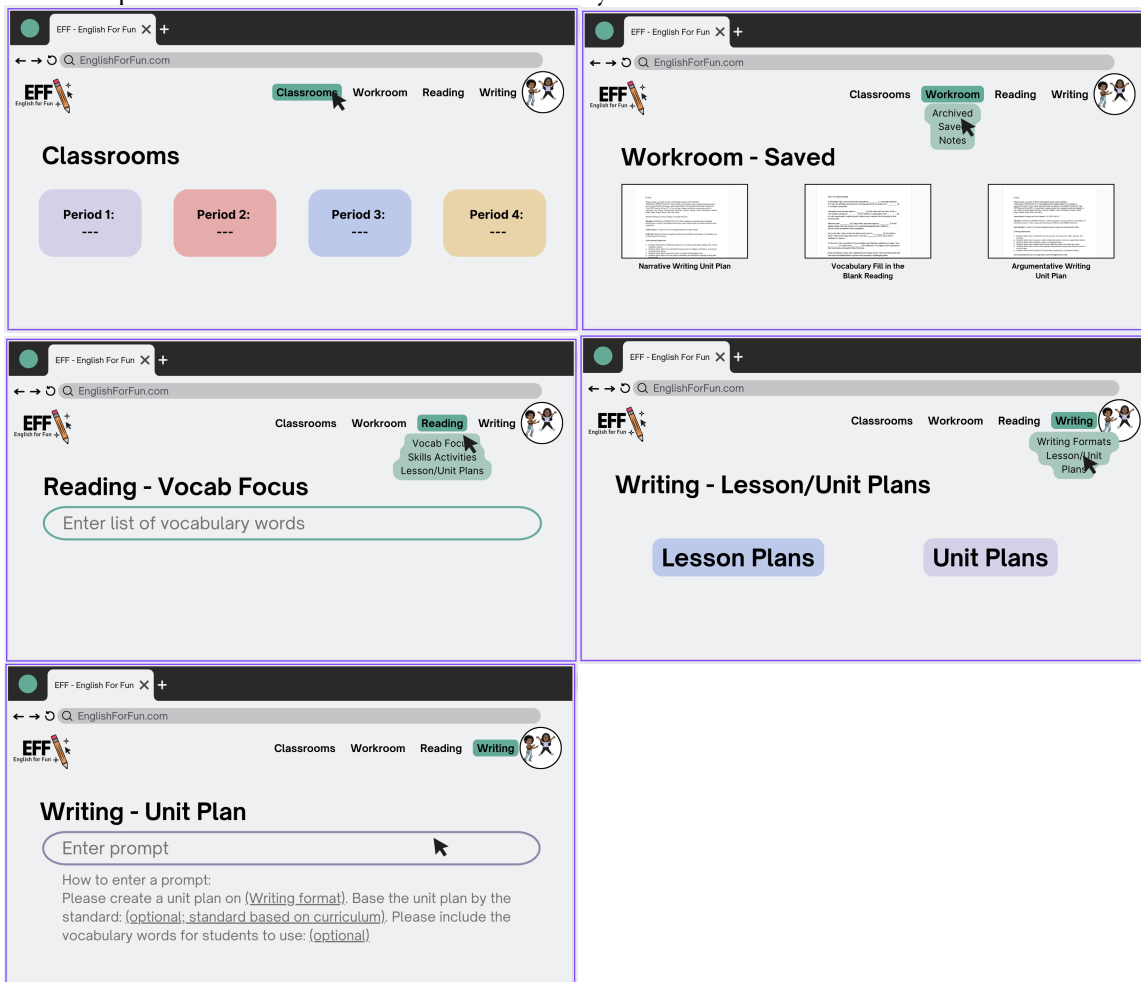 EFF - English For Fun
EnglishForFun.com
EFF
English for Fun
Classrooms Workroom Reading Writing
Classrooms
Period 1:
---
Period 2:
---
Period 3:
---
Period 4:
---
EFF - English For Fun
EnglishForFun.com
EFF
English for Fun
Classrooms Workroom Reading Writing
Archived
Saved
Notes
Workroom - Saved
Narrative Writing Unit Plan
Vocabulary Fill in the
Blank Reading
Argumentative Writing
Unit Plan
EFF - English For Fun
EnglishForFun.com
EFF
English for Fun
Classrooms Workroom Reading Writing
Vocab Focus
Skills Activities
Lesson/Unit Plans
Reading - Vocab Focus
Enter list of vocabulary words
EFF - English For Fun
EnglishForFun.com
EFF
English for Fun
Classrooms Workroom Reading Writing
Writing Formats
Lesson/Unit
Plans
Writing - Lesson/Unit Plans
Lesson Plans
Unit Plans
EFF - English For Fun
EnglishForFun.com
EFF
English for Fun
Classrooms Workroom Reading Writing
Writing - Unit Plan
Enter prompt
How to enter a prompt:
Please create a unit plan on (Writing format). Base the unit plan by the
standard: (optional; standard based on curriculum). Please include the
vocabulary words for students to use: (optional)